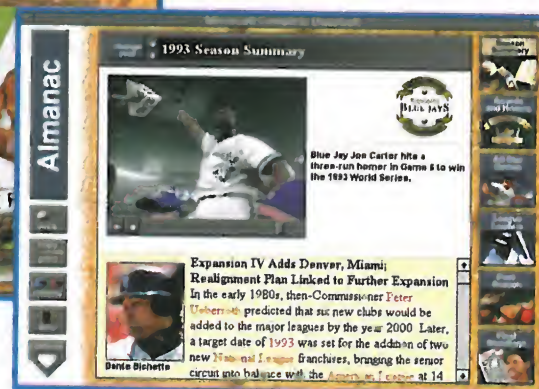 Almanac
1993 Season Summary
BLUE JAYS
Blue Jay Joe Carter hits a
three-run homer in Game 6 to win
the 1993 World Series.
Season
Summary
Expansion IV Adds Denver, Miami;
Realignment Plan Linked to Further Expansion
In the early 1980s, then-Commissioner Peter
Ueberroth predicted that six new clubs would be
added to the major leagues by the year 2000 Later,
a target date of 1993 was set for the addition of two
new National League franchises, bringing the senior
circuit into balance with the American League at 14
Dante Bichette